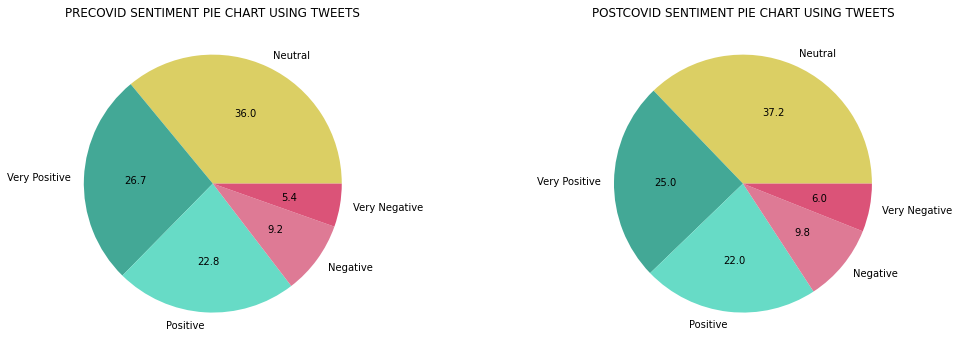 PRECOVID SENTIMENT PIE CHART USING TWEETS
Neutral
36.0
Very Positive
26.7
5.4
Very Negative
9.2
22.8
Negative
Positive
POSTCOVID SENTIMENT PIE CHART USING TWEETS
Neutral
37.2
Very Positive
25.0
6.0
Very Negative
9.8
22.0
Negative
Positive